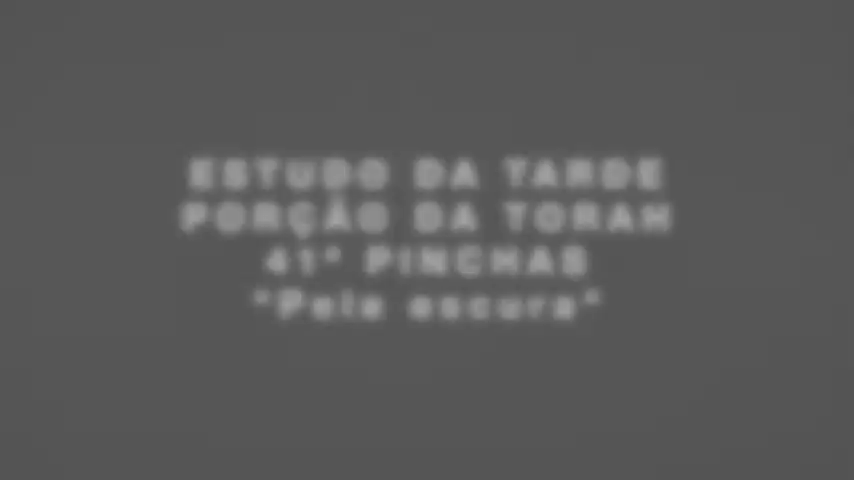 ESTUDO DA TARDE
PORÇÃO DA TORAH
41ª PINCHAS
"Pele escura"